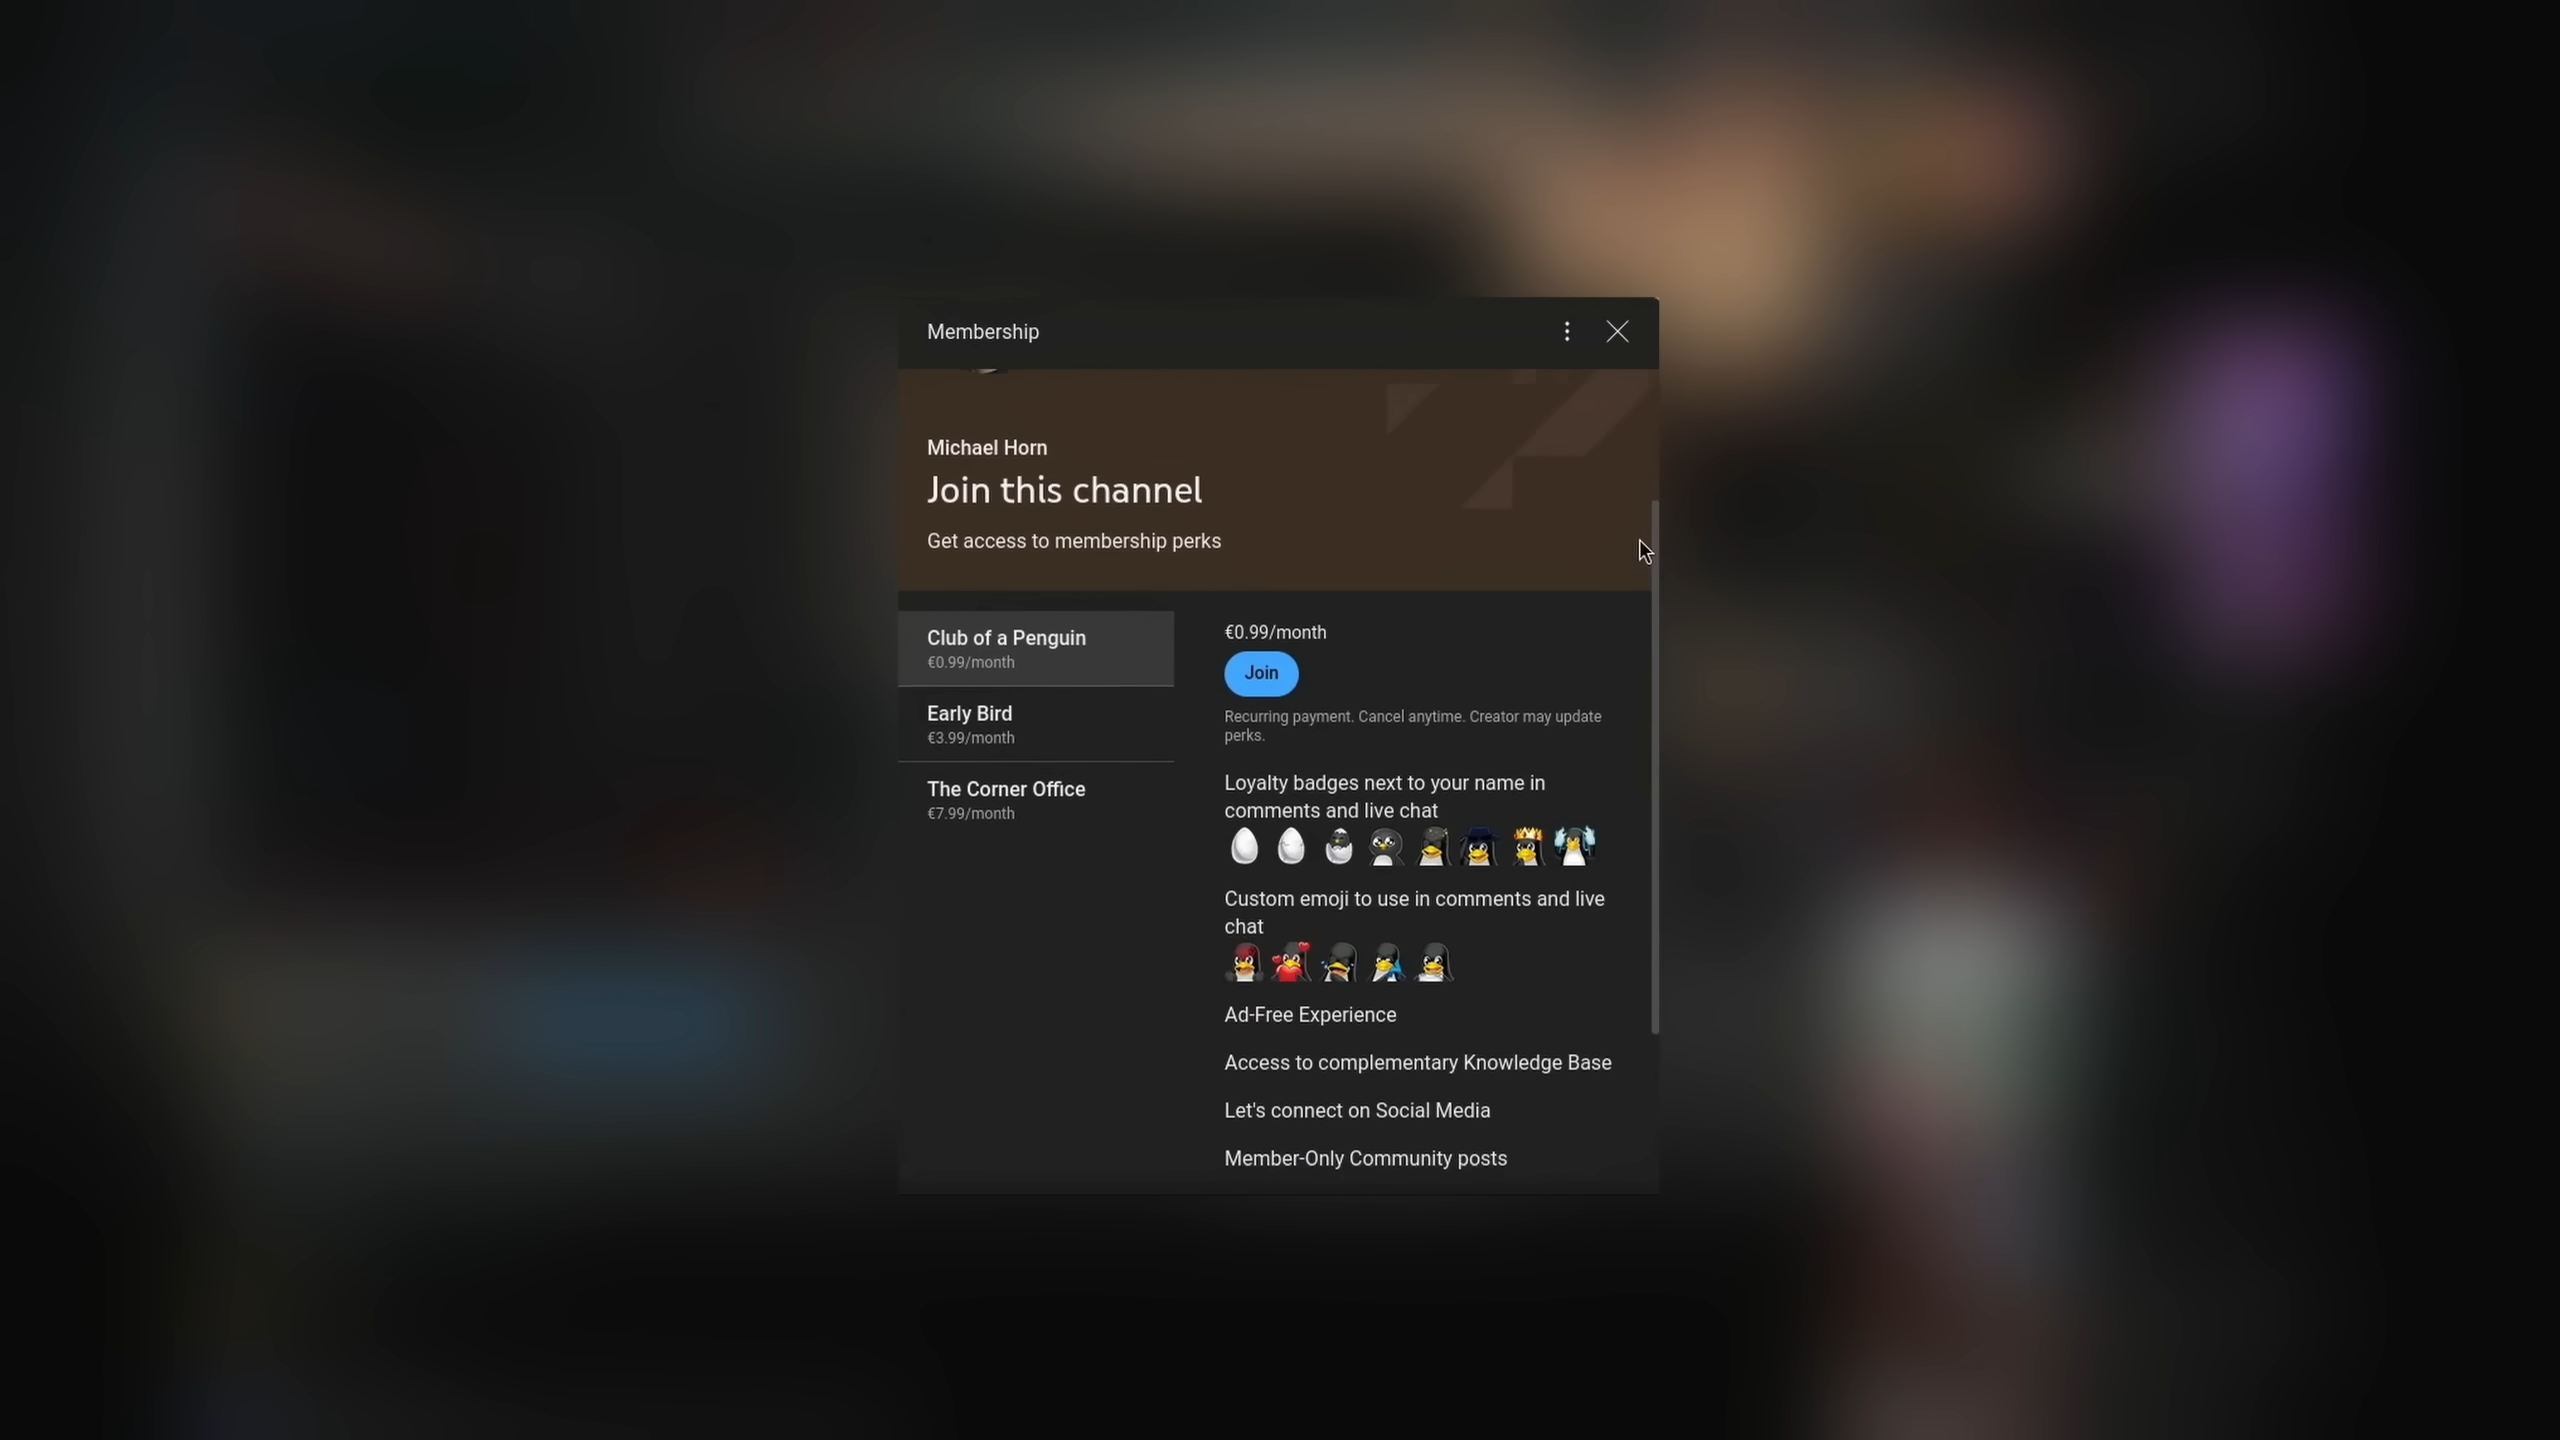 Membership
Michael Horn
Join this channel
Get access to membership perks
Club of a Penguin
€0.99/month
Early Bird
€3.99/month
The Corner Office
€7.99/month
€0.99/month
Join
Recurring payment. Cancel anytime. Creator may update
perks.
Loyalty badges next to your name in
comments and live chat
Custom emoji to use in comments and live
chat
Ad-Free Experience
Access to complementary Knowledge Base
Let's connect on Social Media
Member-Only Community posts